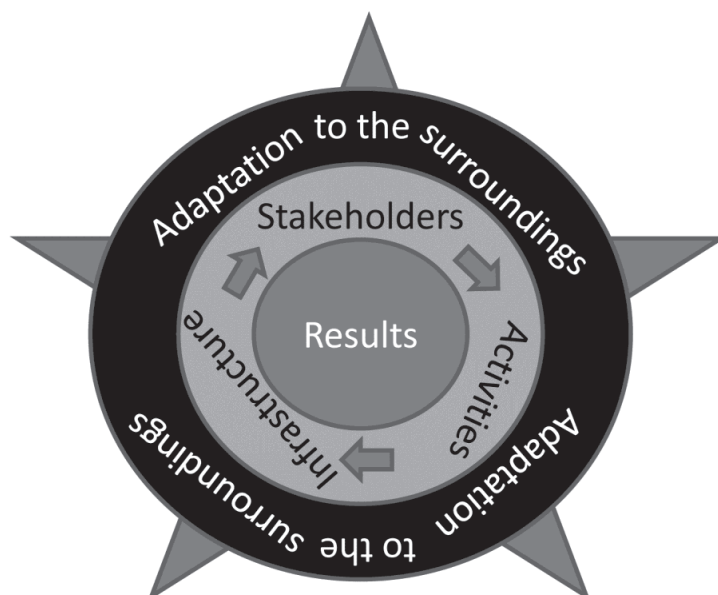 Adaptation to the surroundings
Stakeholders
Results
Activities
Infrastructure
Adaptation to the surroundings